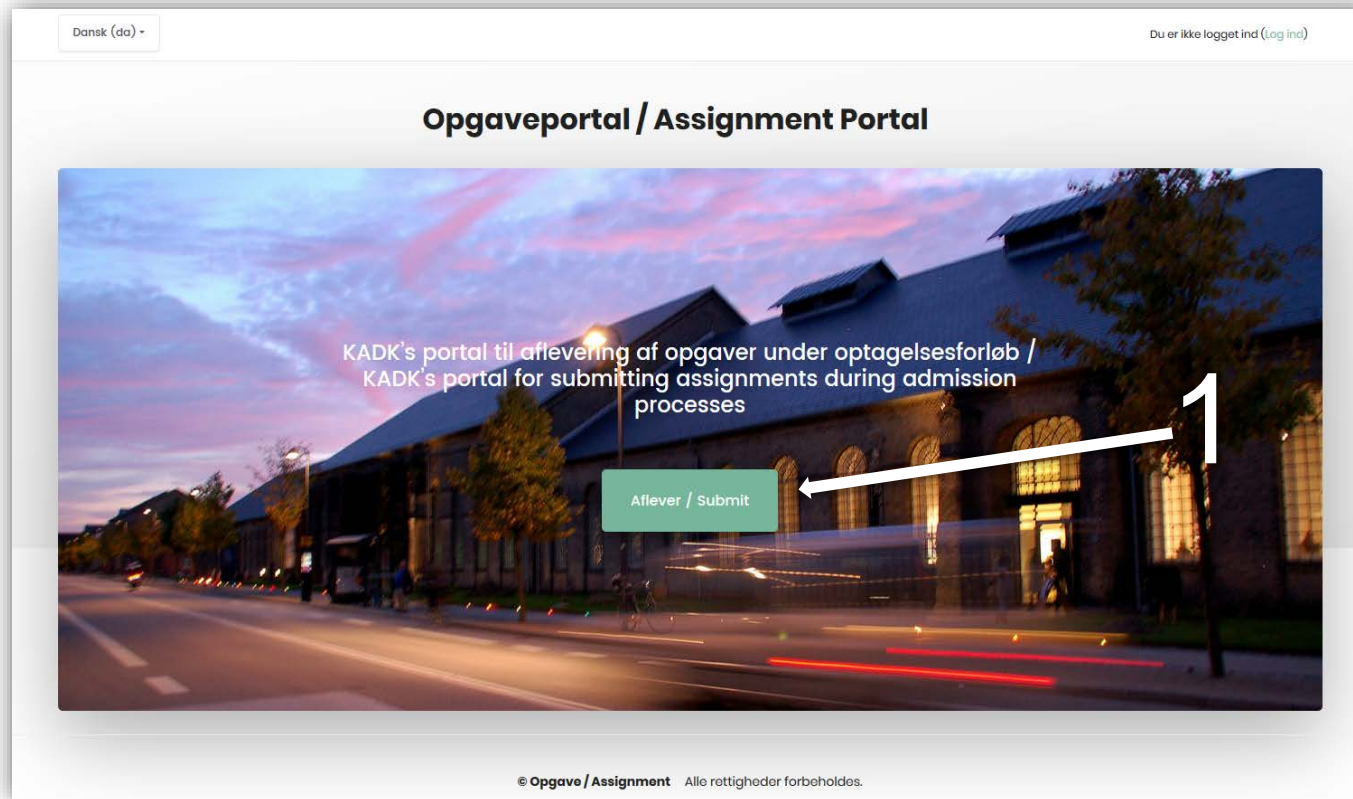 Dansk (da)
Du er ikke logget ind (Log ind)
Opgaveportal / Assignment Portal
KADK's portal til aflevering af opgaver under optagelsesforløb /
KADK's portal for submitting assignments during admission
processes
1
Aflever / Submit
© Opgave / Assignment Alle rettigheder forbeholdes.